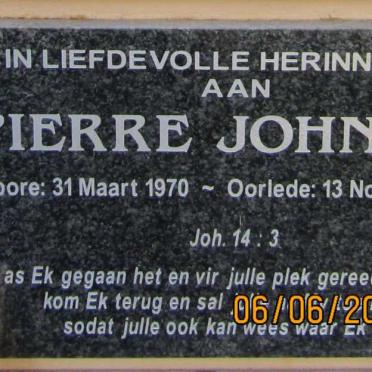 IN LIEFDEVOLLE HERINN
AAN
PIERRE JOHN
oore: 31 Maart 1970 ~ Oorlede: 13 No
Joh. 14 : 3
as Ek gegaan het en vir julle plek geree
kom Ek terug en sal
sodat julle ook kan wees waar Ek
06/06/20